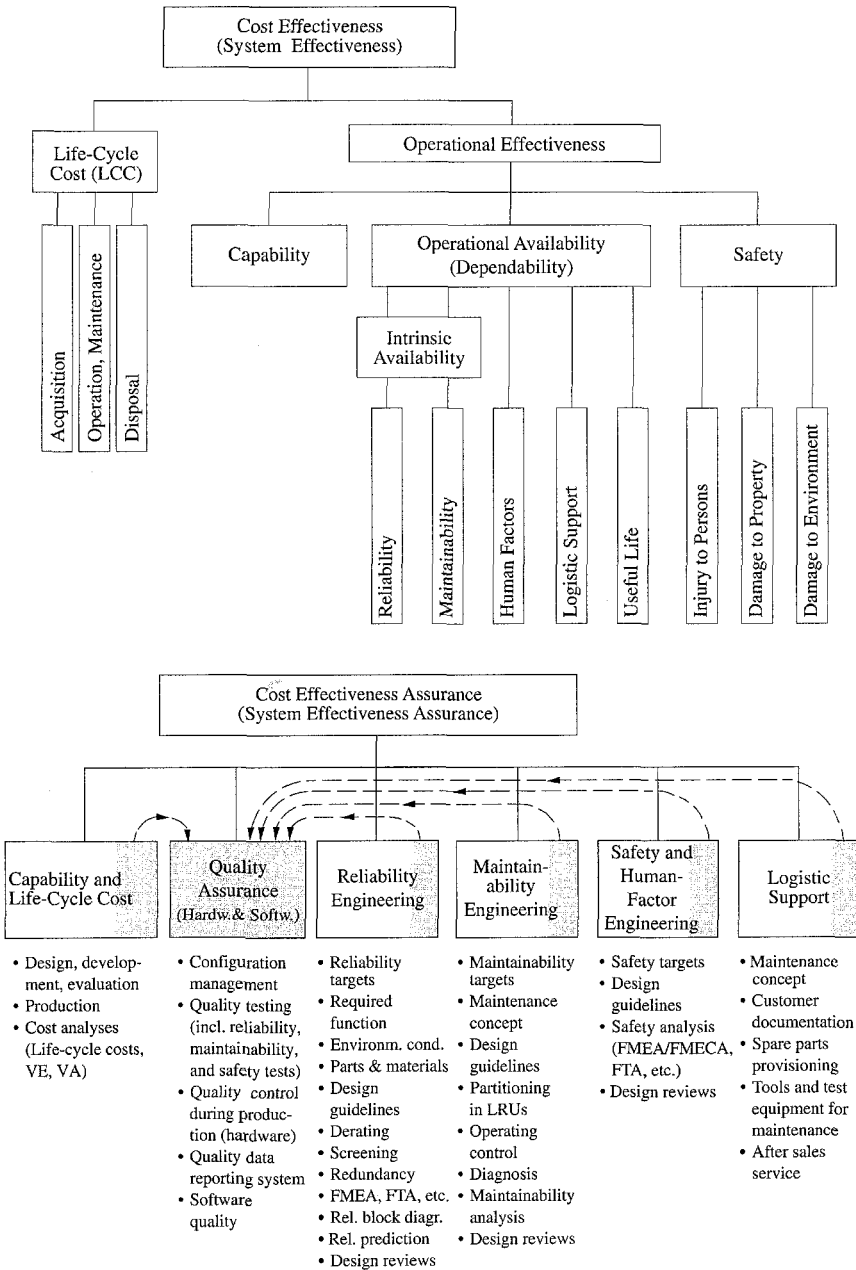 Cost Effectiveness
(System Effectiveness)
Life-Cycle
Cost (LCC)
Operational Effectiveness
Acquisition
Operation, Maintenance
Disposal
Capability
Operational Availability
(Dependability)
Safety
Intrinsic
Availability
Reliability
Maintainability
Human Factors
Logistic Support
Useful Life
Injury to Persons
Damage to Property
Damage to Environment
Cost Effectiveness Assurance
(System Effectiveness Assurance)
Capability and
Life-Cycle Cost
• Design, develop-
ment, evaluation
• Production
• Cost analyses
(Life-cycle costs,
VE, VA)
Quality
Assurance
(Hardw.& Softw.)
• Configuration
management
• Quality testing
(incl. reliability,
maintainability,
and safety tests)
• Quality control
during produc-
tion (hardware)
• Quality data
reporting system
• Software
quality
Reliability
Engineering
• Reliability
targets
• Required
function
• Environm. cond.
• Parts & materials
• Design
guidelines
• Derating
• Screening
• Redundancy
• FMEA, FTA, etc.
• Rel. block diagr.
• Rel. prediction
• Design reviews
Maintain-
ability
Engineering
• Maintainability
targets
• Maintenance
concept
• Design
guidelines
• Partitioning
in LRUs
• Operating
control
• Diagnosis
• Maintainability
analysis
• Design reviews
Safety and
Human-
Factor
Engineering
• Safety targets
• Design
guidelines
• Safety analysis
(FMEA/FMECA,
FTA, etc.)
• Design reviews
Logistic
Support
• Maintenance
concept
• Customer
documentation
• Spare parts
provisioning
• Tools and test
equipment for
maintenance
• After sales
service